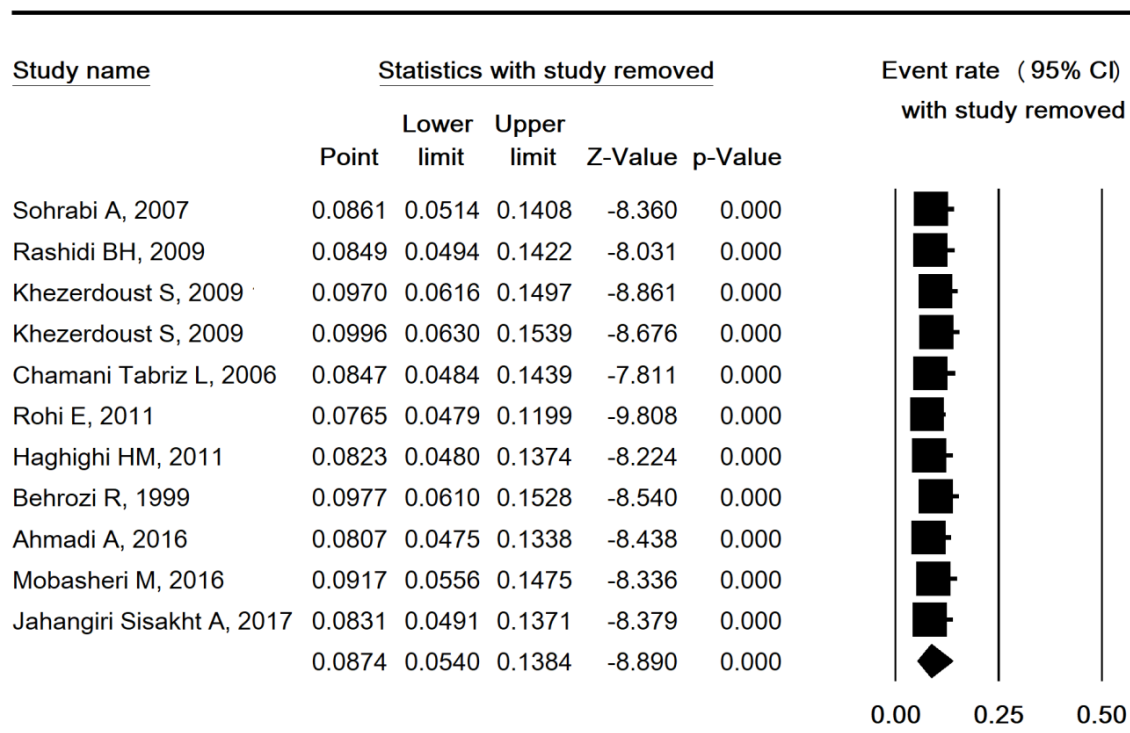 Study name Statistics with study removed Event rate (95% CI)
with study removed
Lower Upper
Point limit limit Z-Value p-Value
Sohrabi A, 2007 0.0861 0.0514 0.1408 -8.360 0.000
Rashidi BH, 2009 0.0849 0.0494 0.1422 -8.031 0.000
Khezerdoust S, 2009 0.0970 0.0616 0.1497 -8.861 0.000
Khezerdoust S, 2009 0.0996 0.0630 0.1539 -8.676 0.000
Chamani Tabriz L, 2006 0.0847 0.0484 0.1439 -7.811 0.000
Rohi E, 2011 0.0765 0.0479 0.1199 -9.808 0.000
Haghighi HM, 2011 0.0823 0.0480 0.1374 -8.224 0.000
Behrozi R, 1999 0.0977 0.0610 0.1528 -8.540 0.000
Ahmadi A, 2016 0.0807 0.0475 0.1338 -8.438 0.000
Mobasheri M, 2016 0.0917 0.0556 0.1475 -8.336 0.000
Jahangiri Sisakht A, 2017 0.0831 0.0491 0.1371 -8.379 0.000
0.0874 0.0540 0.1384 -8.890 0.000
0.00 0.25 0.50